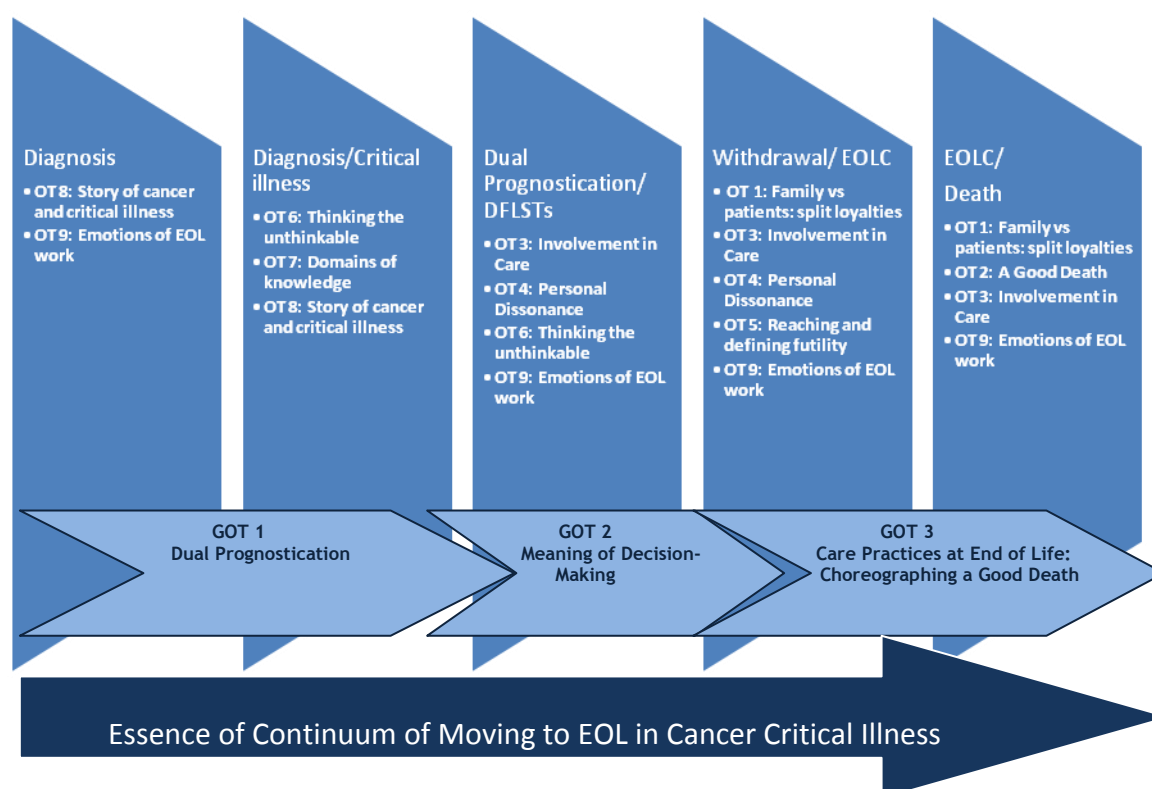 Diagnosis
• OT8: Story of cancer
and critical illness
• OT9: Emotions of EOL
work
Diagnosis/Critical
illness
• OT6: Thinking the
unthinkable
• OT7: Domains of
knowledge
• OT8: Story of cancer
and critical illness
Dual
Prognostication/
DFLSTs
• OT3: Involvement in
Care
• OT4: Personal
Dissonance
• OT6: Thinking the
unthinkable
• OT9: Emotions of EOL
work
Withdrawal/ EOLC
• OT 1: Family vs
patients: split loyalties
• OT3: Involvement in
Care
• OT4: Personal
Dissonance
• OT5: Reaching and
defining futility
• OT9: Emotions of EOL
work
EOLC/
Death
• OT1: Family vs
patients: split loyalties
• OT2: A Good Death
• OT3: Involvement in
Care
• OT9: Emotions of EOL
work
GOT 1
Dual Prognostication
GOT 2
Meaning of Decision-
Making
GOT 3
Care Practices at End of Life:
Choreographing a Good Death
Essence of Continuum of Moving to EOL in Cancer Critical Illness